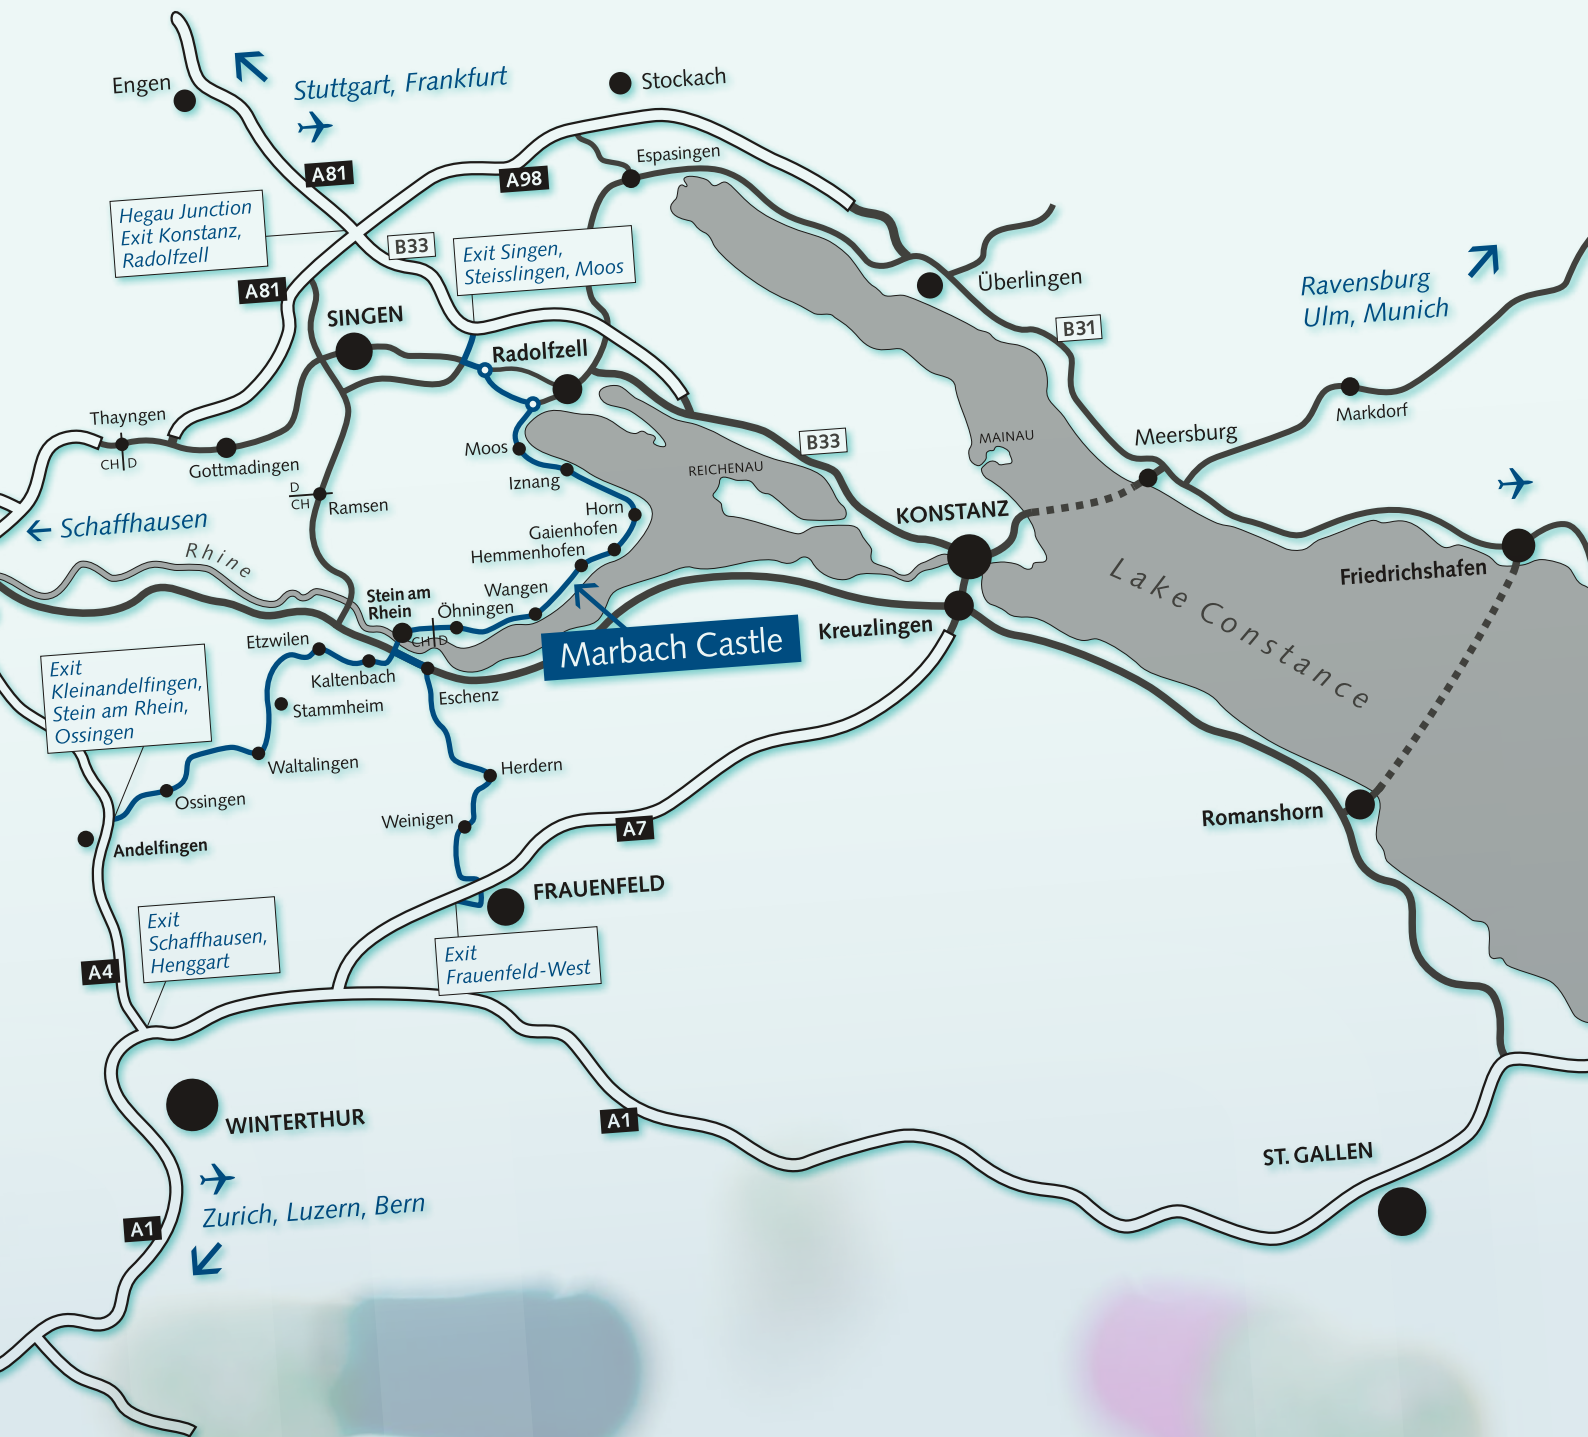 Engen
Stuttgart, Frankfurt
Stockach
A81
A98
Espasingen
Hegau Junction
Exit Konstanz,
Radolfzell
B33
Exit Singen,
Steisslingen, Moos
A81
Überlingen
Ravensburg
Ulm, Munich
B31
SINGEN
Radolfzell
Thayngen
CH D
Gottmadingen
Markdorf
Meersburg
MAINAU
B33
Moos
Iznang
REICHENAU
D
CH
Ramsen
Horn
Gaienhofen
Hemmenhofen
KONSTANZ
Schaffhausen
Rhine
Wangen
Stein am
Rhein
Öhningen
CH D
Friedrichshafen
Lake Constance
Kreuzlingen
Marbach Castle
Etzwilen
Kaltenbach
Eschenz
Exit
Kleinandelfingen,
Stein am Rhein,
Ossingen
Stammheim
Waltalingen
Herdern
Ossingen
Weinigen
A7
Romanshorn
Andelfingen
FRAUENFELD
Exit
Schaffhausen,
Henggart
Exit
Frauenfeld-West
A4
WINTERTHUR
A1
ST. GALLEN
Zurich, Luzern, Bern
A1